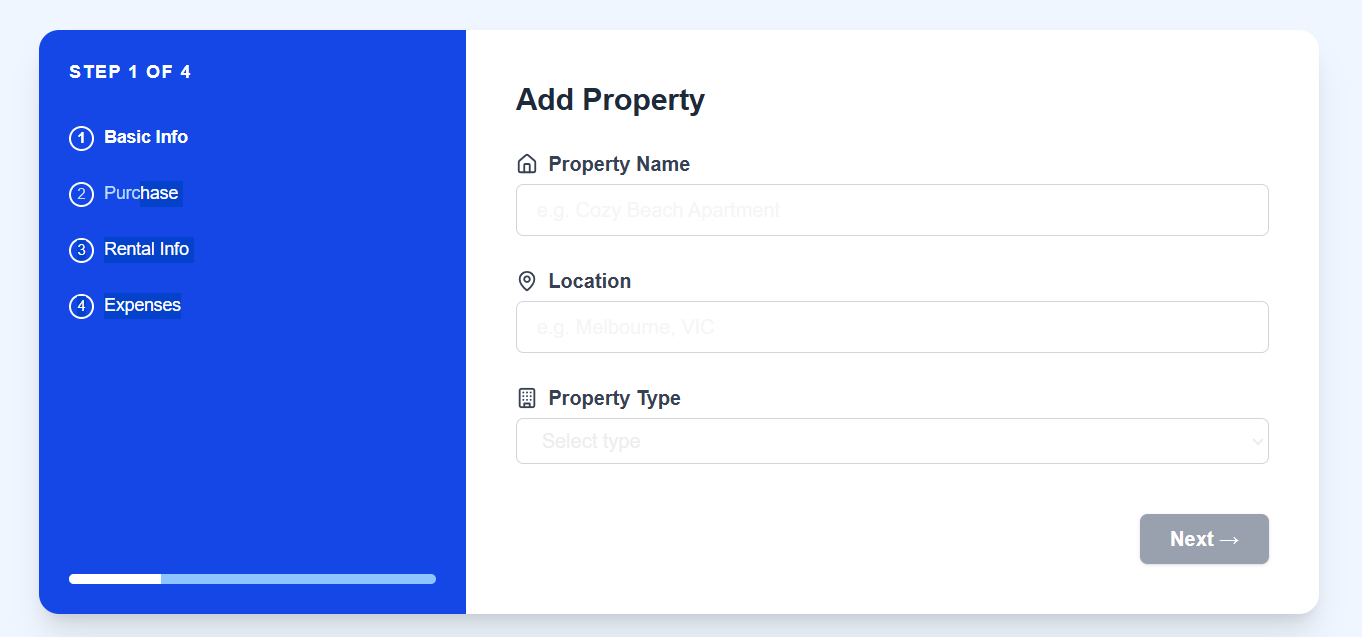 STEP 1 OF 4
1 Basic Info
2 Purchase
3 Rental Info
4 Expenses
Add Property
Property Name
e.g. Cozy Beach Apartment
Location
e.g. Melbourne, VIC
Property Type
Select type
Next →